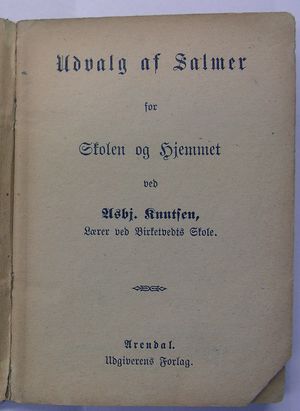 Udvalg af Salmer
for
Skolen og Hjemmet
ved
Asbj. Knutsen,
Lærer ved Birketvedts Skole.
Arendal.
Udgiverens Forlag.